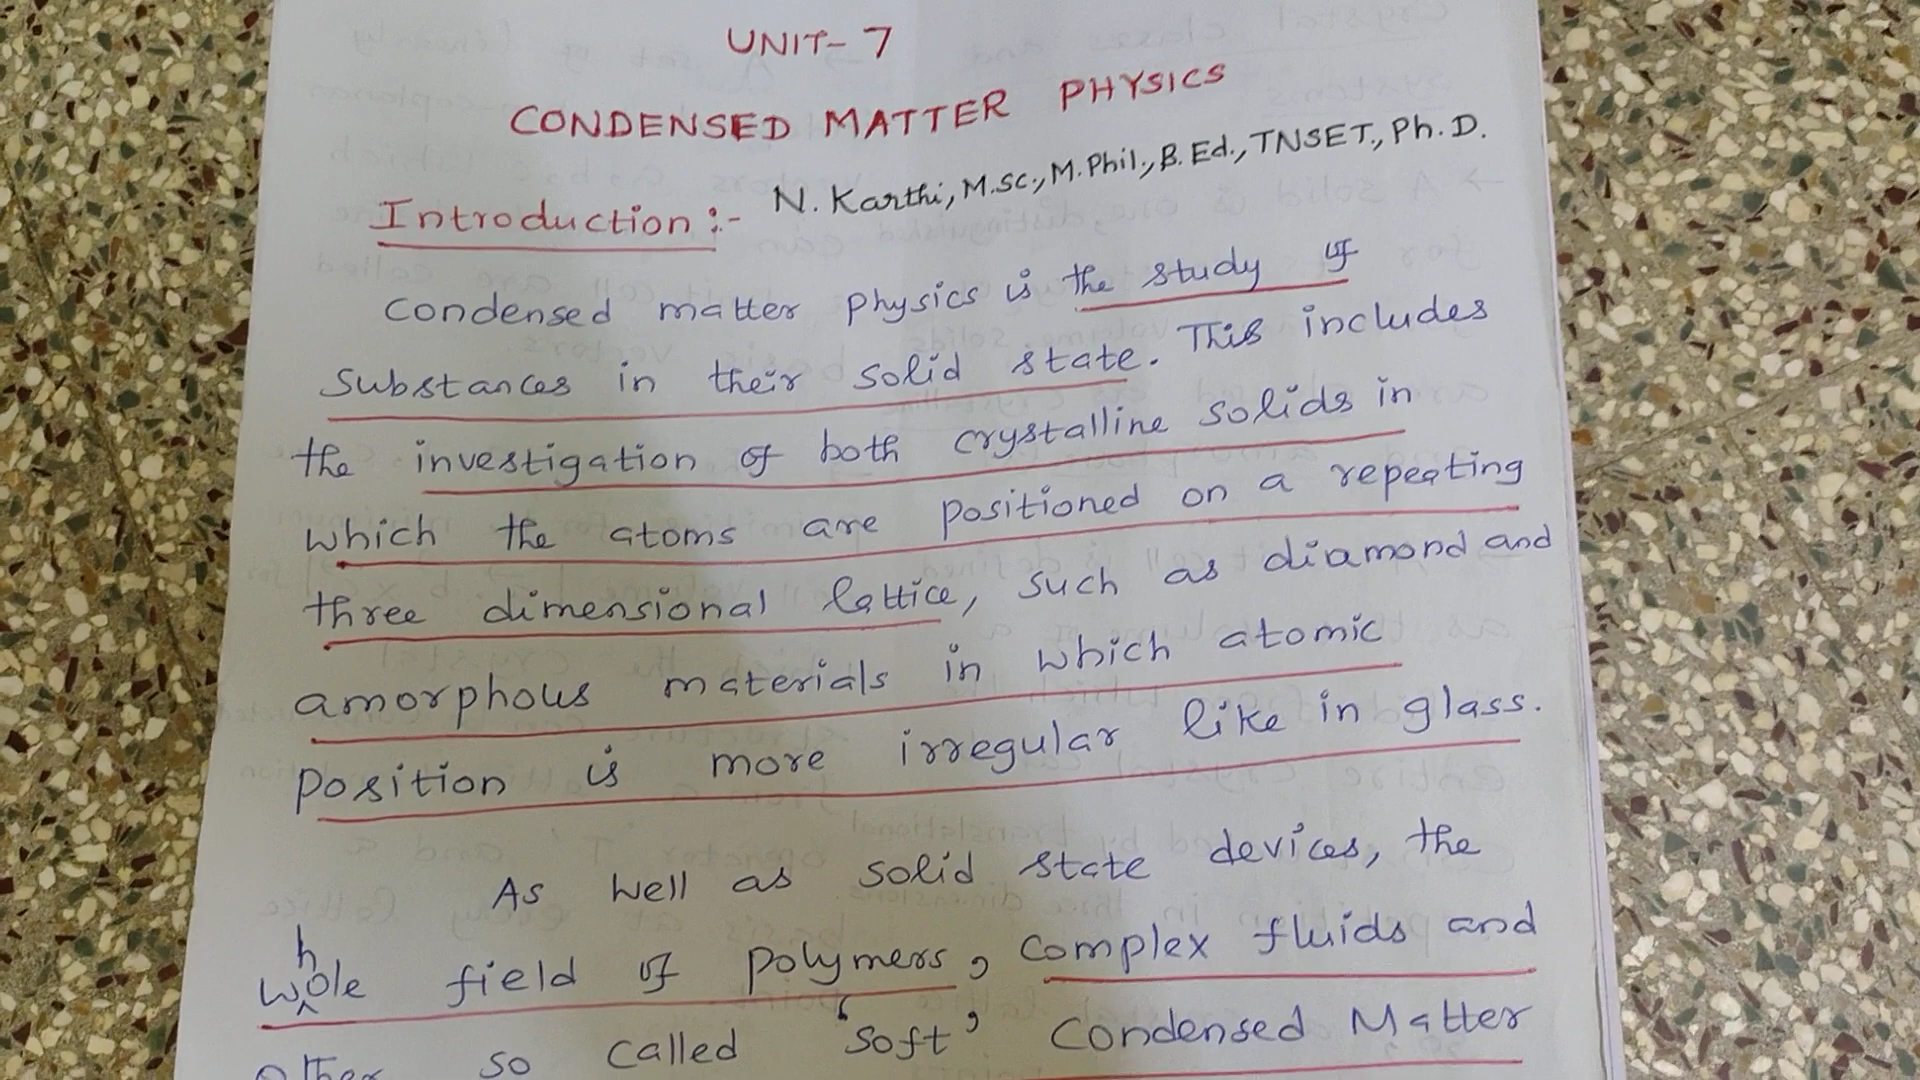 UNIT- 7
CONDENSED MATTER PHYSICS
N. Karthi, M.Sc., M.Phil., B.Ed., TNSET., Ph.D.
Introduction :-
Condensed matter physics is the study of
substances in their solid state. This includes
the investigation of both crystalline solids in
which the atoms are positioned on a repeating
three dimensional lattice, such as diamond and
amorphous materials in which atomic
position is more irregular like in glass.
As well as solid state devices, the
whole field of polymers, complex fluids and
other so called 'soft' Condensed Matter